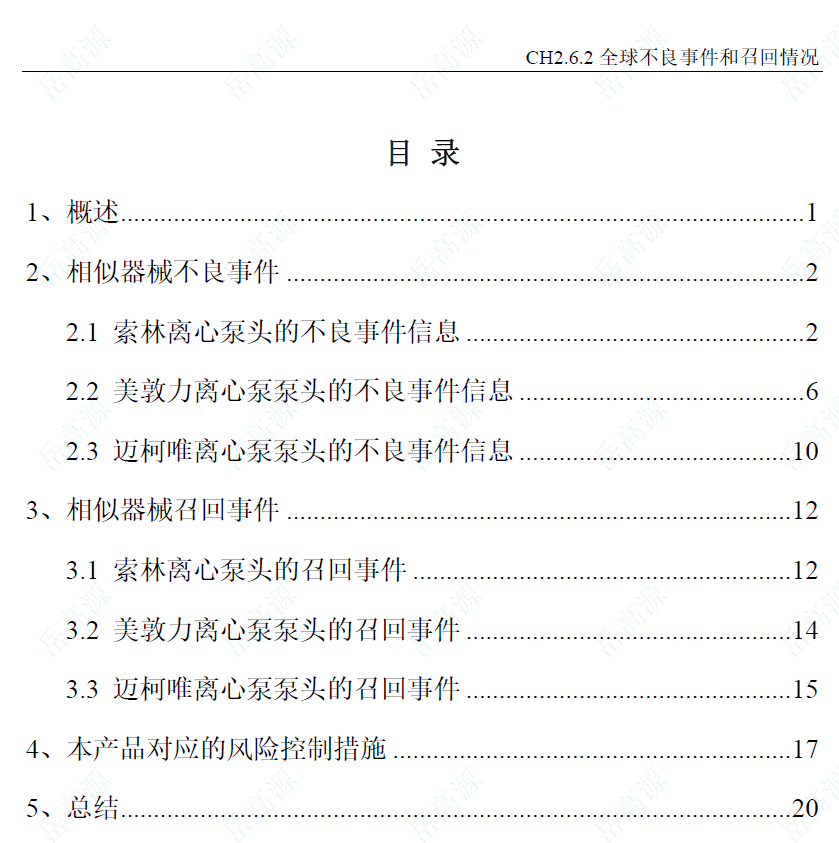 CH2.6.2 全球不良事件和召回情况
目 录
1、概述....................1
2、相似器械不良事件....................2
2.1 索林离心泵头的不良事件信息....................2
2.2 美敦力离心泵泵头的不良事件信息....................6
2.3 迈柯唯离心泵泵头的不良事件信息....................10
3、相似器械召回事件....................12
3.1 索林离心泵头的召回事件....................12
3.2 美敦力离心泵泵头的召回事件....................14
3.3 迈柯唯离心泵泵头的召回事件....................15
4、本产品对应的风险控制措施....................17
5、总结....................20